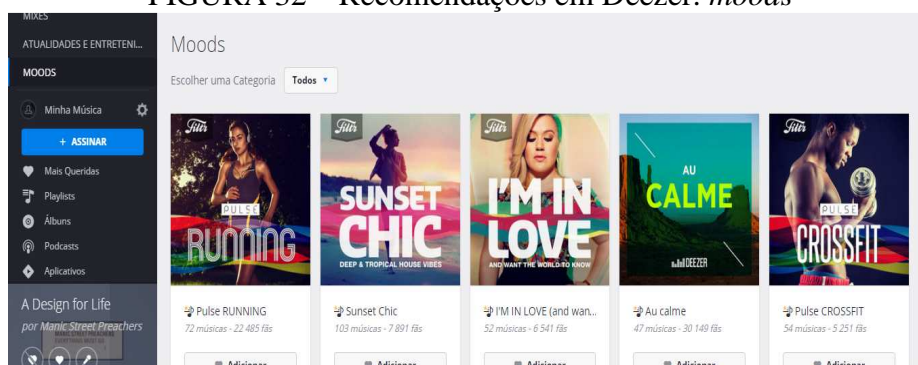 FIGURA 32 – Recomendações em Deezer: moods
MIXES
ATUALIDADES E ENTRETENI...
MOODS
Minha Música
+ ASSINAR
Mais Queridas
Playlists
Álbuns
Podcasts
Aplicativos
A Design for Life
por Manic Street Preachers
Moods
Escolher uma Categoria Todos
Filtr
PULSE
RUNNING
Pulse RUNNING
72 músicas - 22 485 fãs
Adicionar
Filtr
SUNSET
CHIC
DEEP & TROPICAL HOUSE VIBES
Sunset Chic
103 músicas - 7 891 fãs
Adicionar
Filtr
I'M IN
LOVE
AND WANT THE WORLD TO KNOW
I'M IN LOVE (and wan...
52 músicas - 6 541 fãs
Adicionar
AU
CALME
DEEZER
Au calme
47 músicas - 30 149 fãs
Adicionar
Filtr
PULSE
CROSSFIT
Pulse CROSSFIT
54 músicas - 5 251 fãs
Adicionar